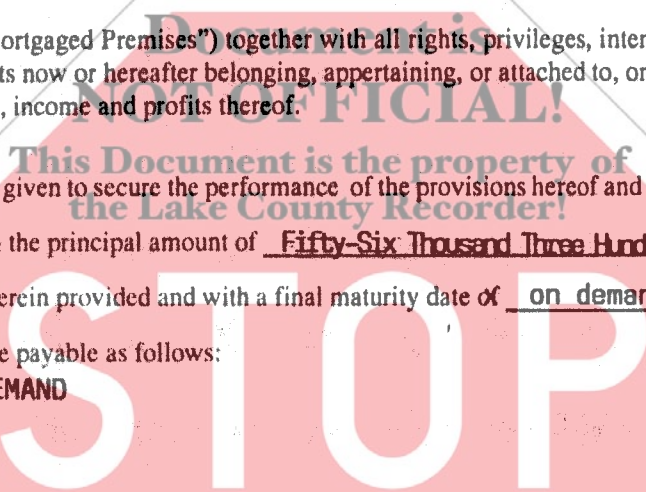 Document is
ortgaged Premises") together with all rights, privileges, inter
ts now or hereafter belonging, appertaining, or attached to, or
NOT OFFICIAL!
, income and profits thereof.
This Document is the property of
given to secure the performance of the provisions hereof and
the Lake County Recorder!
the principal amount of Fifty-Six Thousand Three Hund
erein provided and with a final maturity date of on demar
e payable as follows:
EMAND
STOP